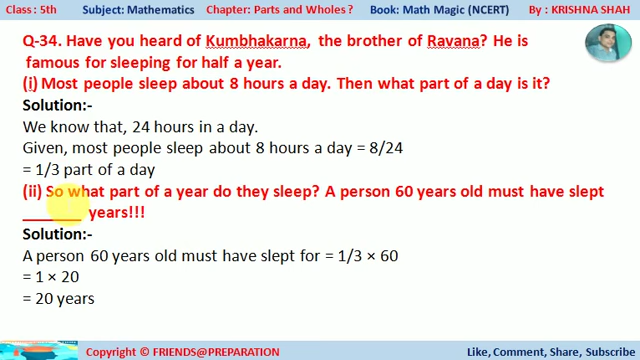 Class : 5th Subject: Mathematics Chapter: Parts and Wholes ? Book: Math Magic (NCERT) By : KRISHNA SHAH
Q-34. Have you heard of Kumbhakarna, the brother of Ravana? He is
famous for sleeping for half a year.
(i) Most people sleep about 8 hours a day. Then what part of a day is it?
Solution:-
We know that, 24 hours in a day.
Given, most people sleep about 8 hours a day = 8/24
= 1/3 part of a day
(ii) So what part of a year do they sleep? A person 60 years old must have slept
_______ years!!!
Solution:-
A person 60 years old must have slept for = 1/3 × 60
= 1 × 20
= 20 years
Copyright © FRIENDS@PREPARATION Like, Comment, Share, Subscribe